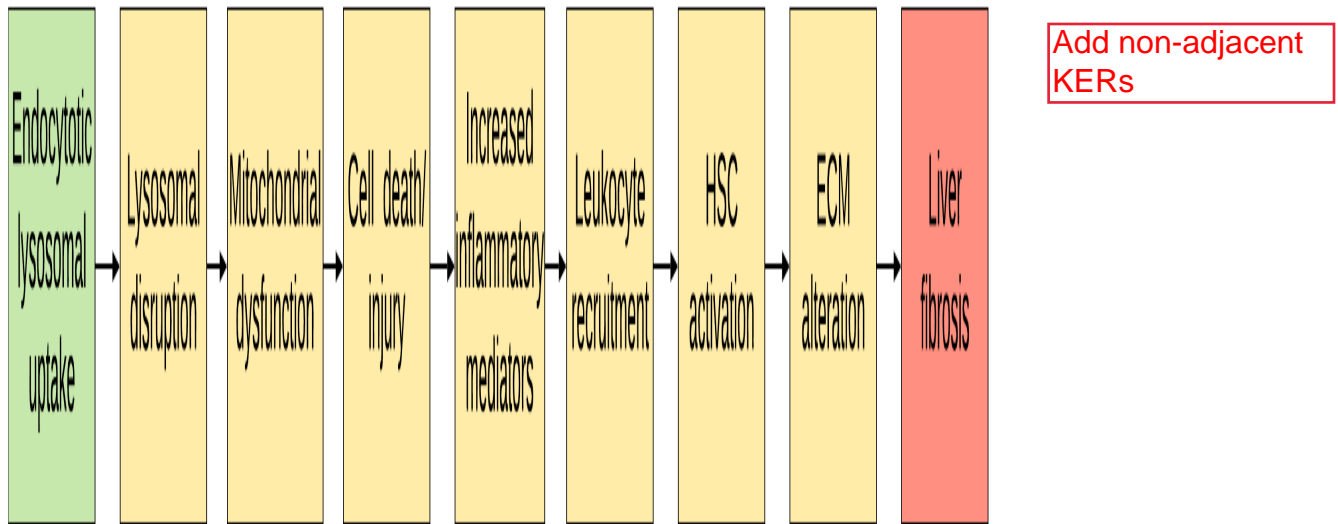 Endocytotic
lysosomal
uptake
Lysosomal
disruption
Mitochondrial
dysfunction
Cell death/
injury
Increased
inflammatory
mediators
Leukocyte
recruitment
HSC
activation
ECM
alteration
Liver
fibrosis
Add non-adjacent
KERs